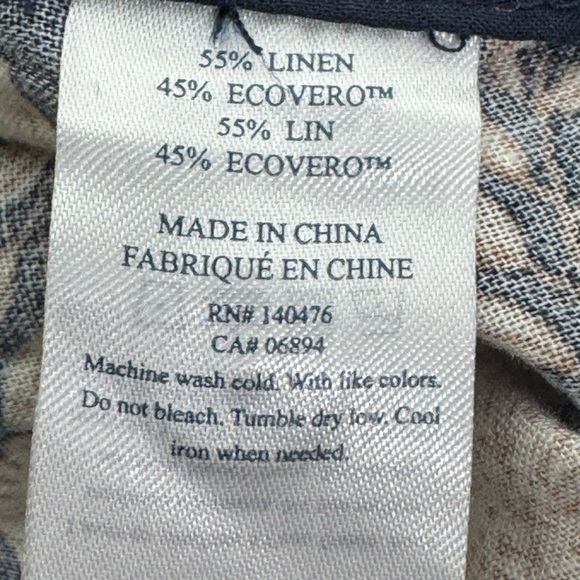 55% LINEN
45% ECOVERO™
55% LIN
45% ECOVERO™
MADE IN CHINA
FABRIQUÉ EN CHINE
RN# 140476
CA# 06894
Machine wash cold. With like colors.
Do not bleach. Tumble dry low. Cool
iron when needed.